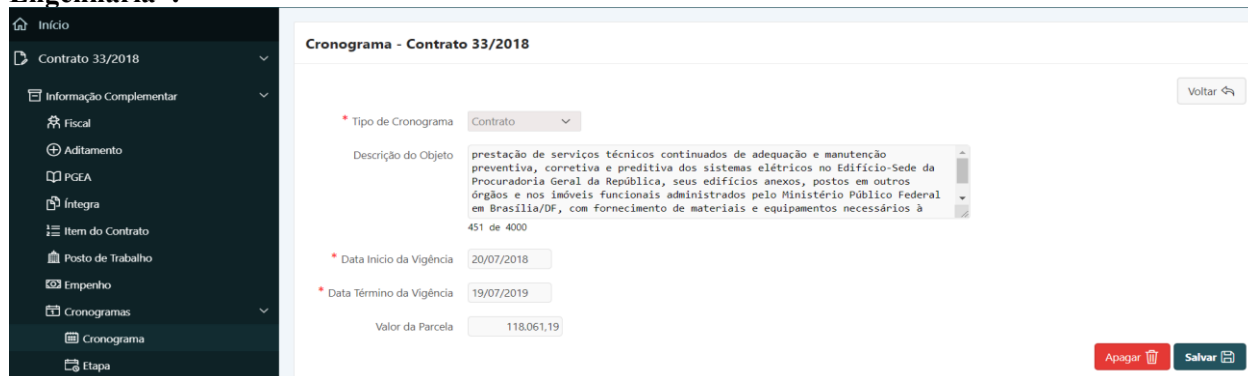 Início
Contrato 33/2018
Informação Complementar
Fiscal
Aditamento
PGEA
Íntegra
Item do Contrato
Posto de Trabalho
Empenho
Cronogramas
Cronograma
Etapa
Cronograma - Contrato 33/2018
Voltar
* Tipo de Cronograma Contrato
Descrição do Objeto prestação de serviços técnicos continuados de adequação e manutenção
preventiva, corretiva e preditiva dos sistemas elétricos no Edifício-Sede da
Procuradoria Geral da República, seus edifícios anexos, postos em outros
órgãos e nos imóveis funcionais administrados pelo Ministério Público Federal
em Brasília/DF, com fornecimento de materiais e equipamentos necessários à
451 de 4000
* Data Inicio da Vigência 20/07/2018
* Data Término da Vigência 19/07/2019
Valor da Parcela 118.061,19
Apagar Salvar